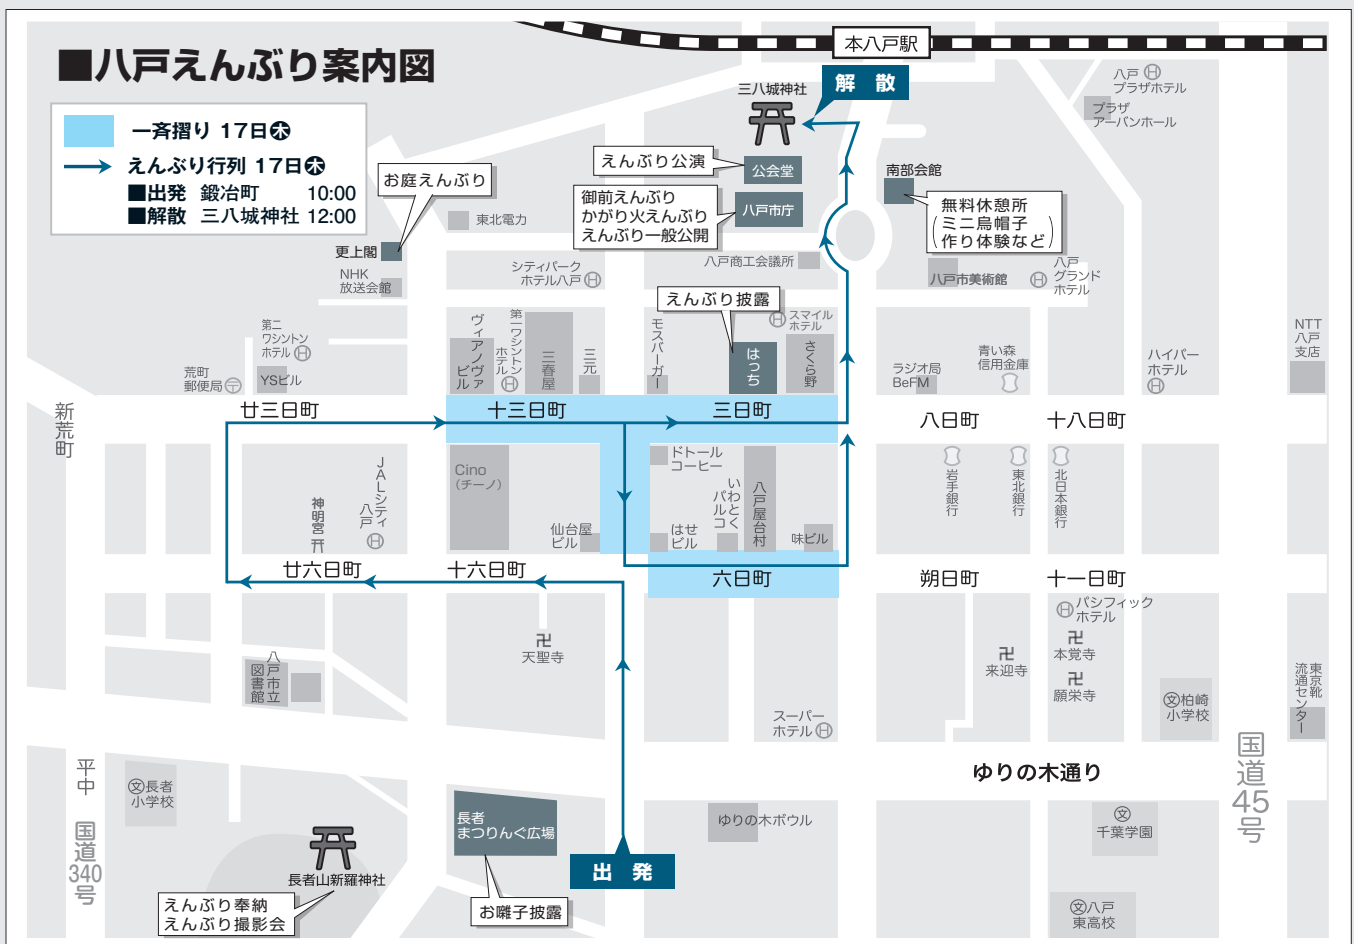 ■八戸えんぶり案内図
一斉摺り 17日㊍
えんぶり行列 17日㊍
■出発 鍛冶町 10:00
■解散 三八城神社 12:00
本八戸駅
解 散
三八城神社
八戸 Ⓗ
プラザホテル
プラザ
アーバンホール
えんぶり公演
公会堂
お庭えんぶり
御前えんぶり
かがり火えんぶり
えんぶり一般公開
八戸市庁
南部会館
無料休憩所
(ミニ烏帽子
作り体験など)
東北電力
更上閣
NHK
放送会館
シティパーク
ホテル八戸 Ⓗ
八戸商工会議所
八戸市美術館
Ⓗ 八戸
グランド
ホテル
えんぶり披露
第二
ワシントン
ホテル Ⓗ
荒町
郵便局 〒
YSビル
ヴィアノヴァ
ビル
第一ワシントン
ホテル Ⓗ
三春屋
三元
モスバーガー
はっち
Ⓗ スマイル
ホテル
さくら野
ラジオ局
BeFM
青い森
信用金庫
ハイパー
ホテル
Ⓗ
NTT
八戸
支店
新荒町
廿三日町
十三日町
三日町
八日町
十八日町
JALシティ
八戸 Ⓗ
神明宮
Cino
(チーノ)
仙台屋
ビル
ドトール
コーヒー
はせ
ビル
いわとく
パルコ
八戸屋台村
味ビル
岩手銀行
東北銀行
北日本銀行
廿六日町
十六日町
六日町
朔日町
十一日町
天聖寺
Ⓗ パシフィック
ホテル
本覚寺
来迎寺
願栄寺
八戸市立
図書館
スーパー
ホテル Ⓗ
文 柏崎
小学校
東京靴
流通センター
ゆりの木通り
国道45号
平中
国道340号
文 長者
小学校
長者山新羅神社
えんぶり奉納
えんぶり撮影会
長者
まつりんぐ広場
お囃子披露
出 発
ゆりの木ボウル
文
千葉学園
文 八戸
東高校